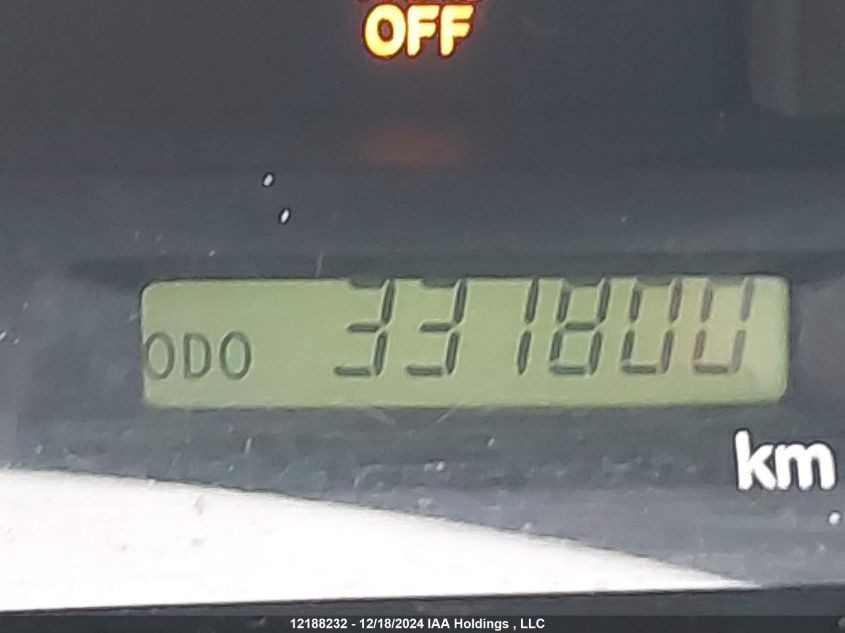 OFF
ODO 331800
km
12188232 - 12/18/2024 IAA Holdings , LLC